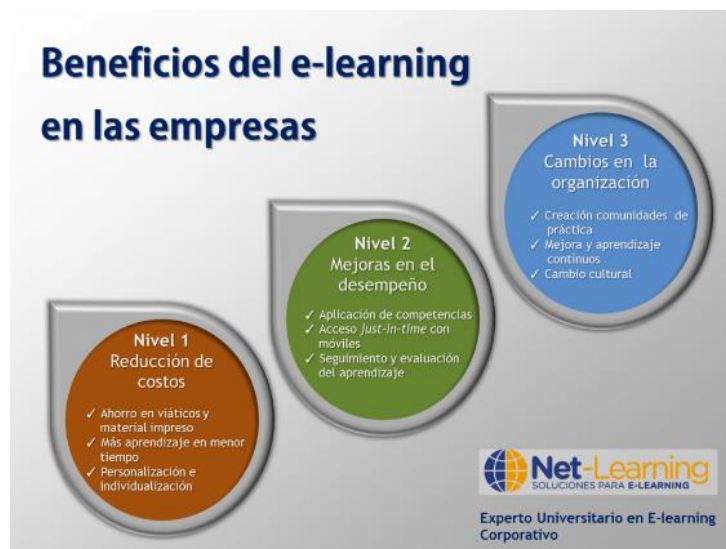 Beneficios del e-learning
en las empresas
Nivel 1
Reducción de
costos
✓ Ahorro en viáticos y
material impreso
✓ Más aprendizaje en menor
tiempo
✓ Personalización e
individualización
Nivel 2
Mejoras en el
desempeño
✓ Aplicación de competencias
✓ Acceso just-in-time con
móviles
✓ Seguimiento y evaluación
del aprendizaje
Nivel 3
Cambios en la
organización
✓ Creación comunidades de
práctica
✓ Mejora y aprendizaje
continuos
✓ Cambio cultural
Net-Learning
SOLUCIONES PARA E-LEARNING
Experto Universitario en E-learning
Corporativo